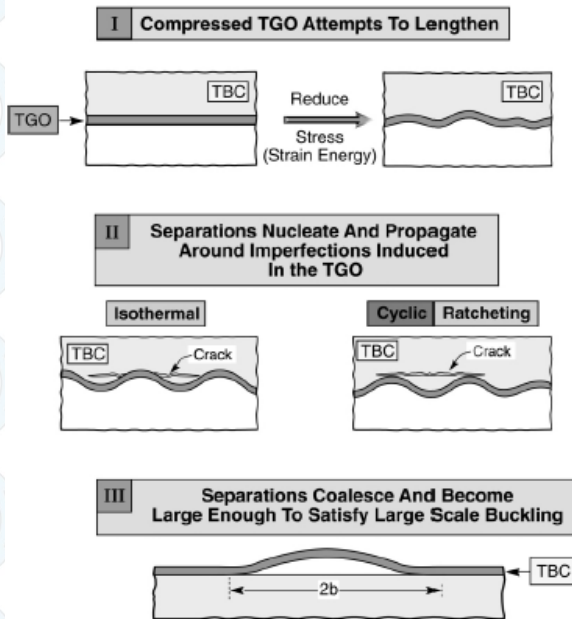 I Compressed TGO Attempts To Lengthen
TBC
TGO
Reduce
Stress
(Strain Energy)
TBC
II Separations Nucleate And Propagate
Around Imperfections Induced
In the TGO
Isothermal
Cyclic Ratcheting
TBC
Crack
TBC
Crack
III Separations Coalesce And Become
Large Enough To Satisfy Large Scale Buckling
TBC
2b